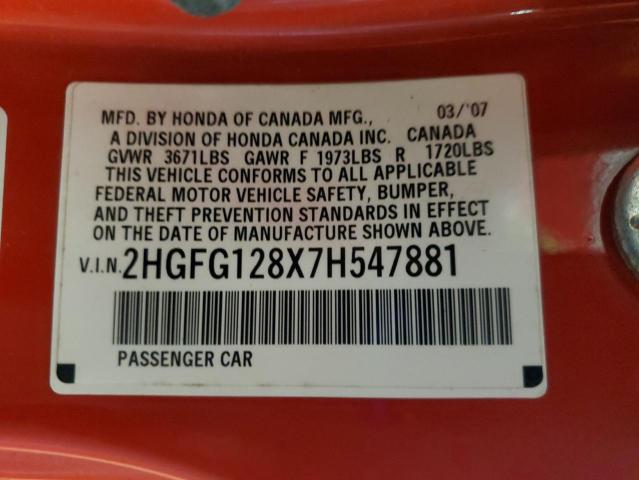 MFD. BY HONDA OF CANADA MFG., 03/'07
A DIVISION OF HONDA CANADA INC. CANADA
GVWR 3671LBS GAWR F 1973LBS R 1720LBS
THIS VEHICLE CONFORMS TO ALL APPLICABLE
FEDERAL MOTOR VEHICLE SAFETY, BUMPER,
AND THEFT PREVENTION STANDARDS IN EFFECT
ON THE DATE OF MANUFACTURE SHOWN ABOVE.
V.I.N. 2HGFG128X7H547881
PASSENGER CAR